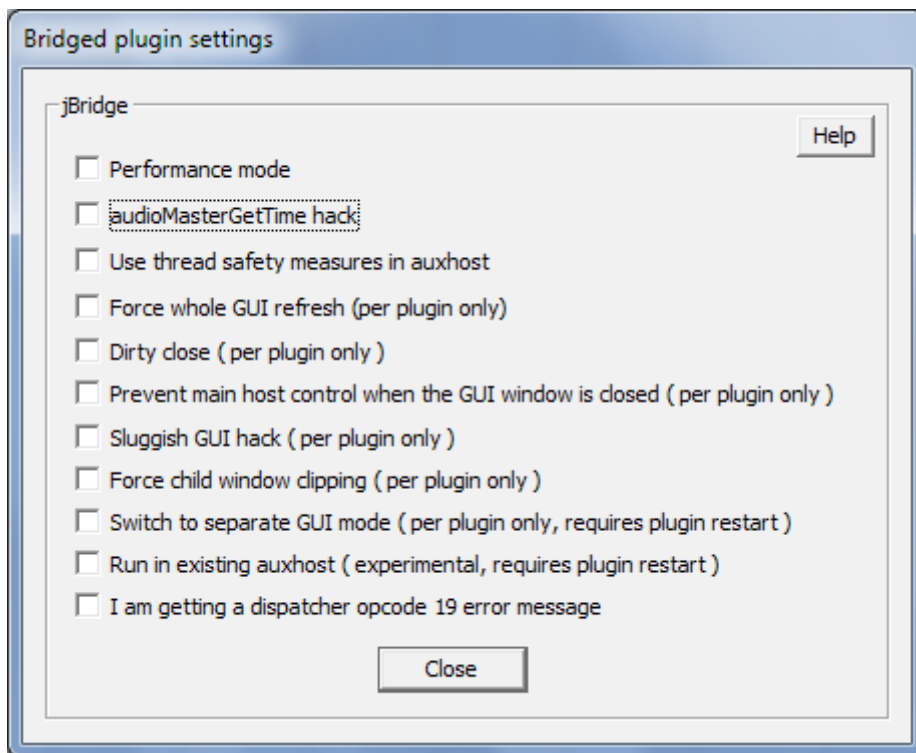 Bridged plugin settings
jBridge
Help
Performance mode
audioMasterGetTime hack
Use thread safety measures in auxhost
Force whole GUI refresh (per plugin only)
Dirty close ( per plugin only )
Prevent main host control when the GUI window is closed ( per plugin only )
Sluggish GUI hack ( per plugin only )
Force child window clipping ( per plugin only )
Switch to separate GUI mode ( per plugin only, requires plugin restart )
Run in existing auxhost ( experimental, requires plugin restart )
I am getting a dispatcher opcode 19 error message
Close